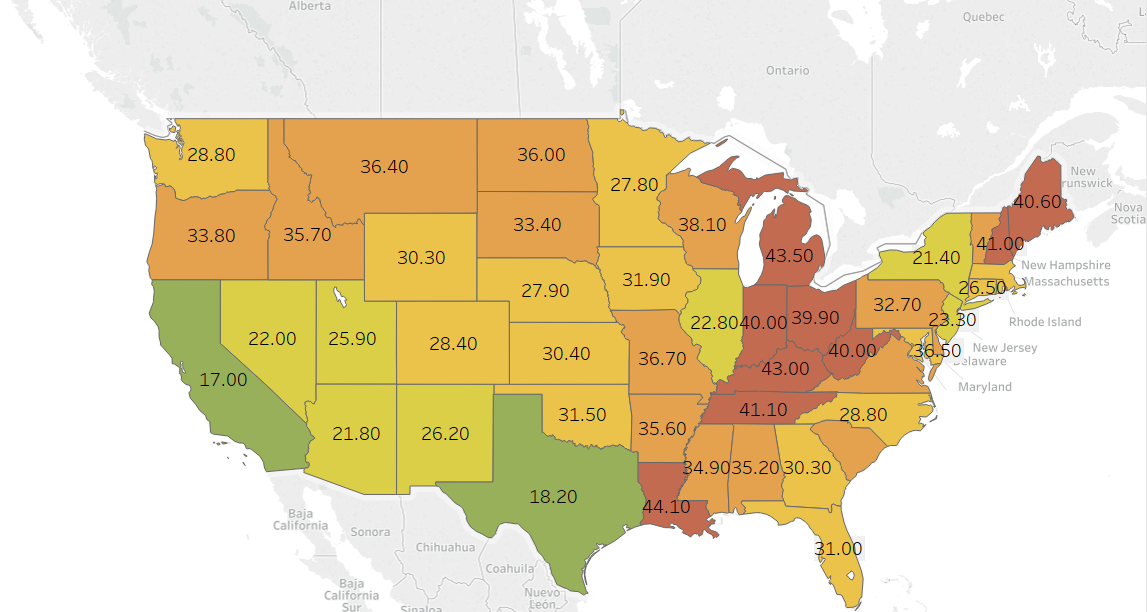 Alberta
Quebec
Ontario
28.80
36.40
36.00
27.80
New
40.60
Nova
Scotia
33.80
35.70
33.40
38.10
41.00
30.30
43.50
21.40
New Hampshire
Massachusetts
27.90
31.90
26.50
32.70
23.30
Rhode Island
22.00
25.90
28.40
30.40
22.80
40.00
39.90
40.00
36.50
New Jersey
Maryland
17.00
36.70
43.00
31.50
41.10
28.80
21.80
26.20
35.60
34.90
35.20
30.30
18.20
44.10
31.00
Baja
California
Sonora
Chihuahua
Coahuila
Baja
California
Sur
Nuevo
León
Sinaloa